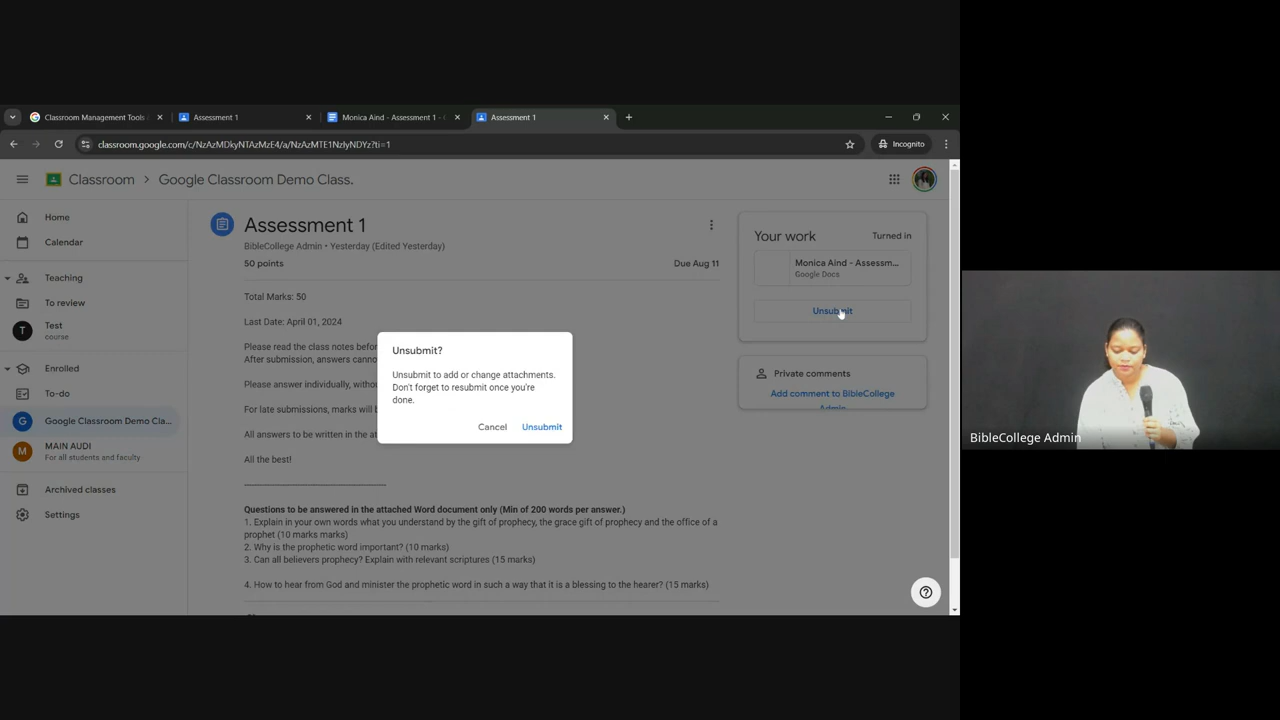 Classroom Management Tools
Assessment 1
Monica Aind - Assessment 1 -
Assessment 1
classroom.google.com/c/NzAzMDkyNTAzMzE4/a/NzAzMTE1NzIyNDYz?ti=1
Incognito
Classroom > Google Classroom Demo Class.
Home
Calendar
Teaching
To review
T
Test
course
Enrolled
To-do
G
Google Classroom Demo Cla...
M
MAIN AUDI
For all students and faculty
Archived classes
Settings
Assessment 1
BibleCollege Admin • Yesterday (Edited Yesterday)
50 points
Due Aug 11
Total Marks: 50
Last Date: April 01, 2024
Please read the class notes befor
After submission, answers canno
Please answer individually, witho
For late submissions, marks will b
All answers to be written in the at
All the best!
Questions to be answered in the attached Word document only (Min of 200 words per answer.)
1. Explain in your own words what you understand by the gift of prophecy, the grace gift of prophecy and the office of a
prophet (10 marks marks)
2. Why is the prophetic word important? (10 marks)
3. Can all believers prophecy? Explain with relevant scriptures (15 marks)
4. How to hear from God and minister the prophetic word in such a way that it is a blessing to the hearer? (15 marks)
Unsubmit?
Unsubmit to add or change attachments.
Don't forget to resubmit once you're
done.
Cancel
Unsubmit
Your work
Turned in
Monica Aind - Assessm...
Google Docs
Unsubmit
Private comments
Add comment to BibleCollege
Admin
BibleCollege Admin